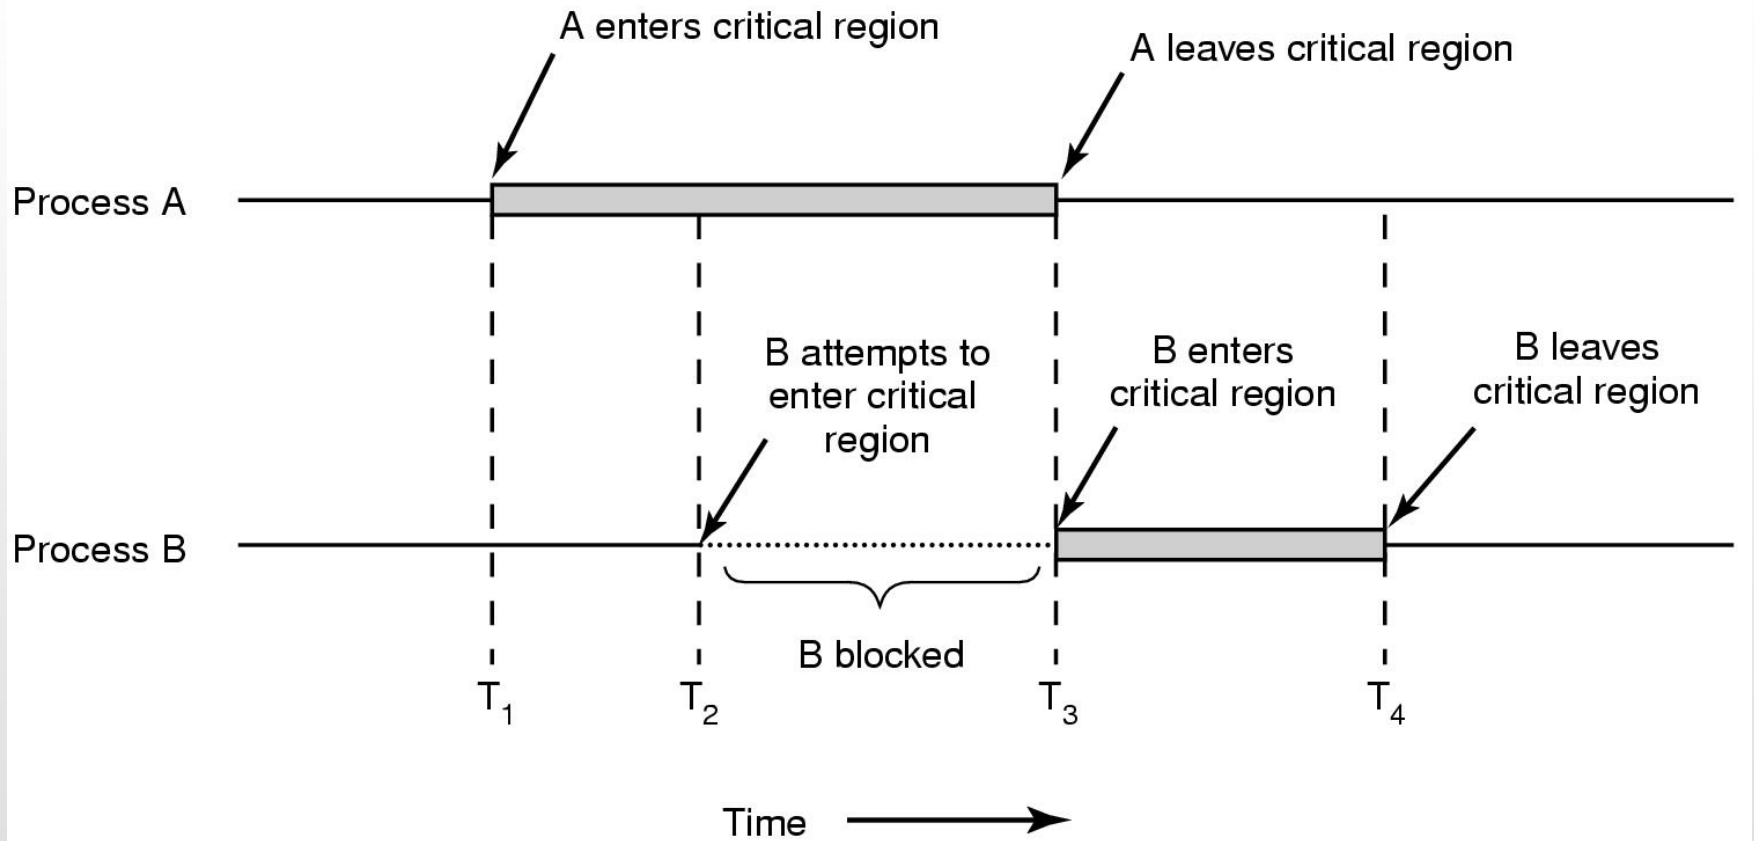 A enters critical region
A leaves critical region
Process A
B attempts to
enter critical
region
B enters
critical region
B leaves
critical region
Process B
B blocked
T1
T2
T3
T4
Time